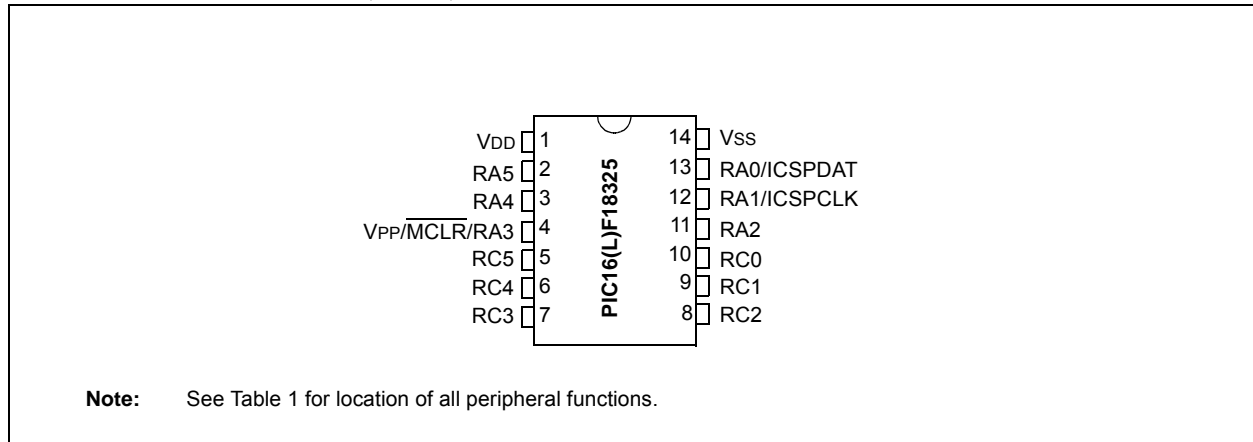 VDD 1 14 VSS
RA5 2 13 RA0/ICSPDAT
RA4 3 12 RA1/ICSPCLK
VPP/MCLR/RA3 4 11 RA2
RC5 5 10 RC0
RC4 6 9 RC1
RC3 7 8 RC2
PIC16(L)F18325
Note: See Table 1 for location of all peripheral functions.